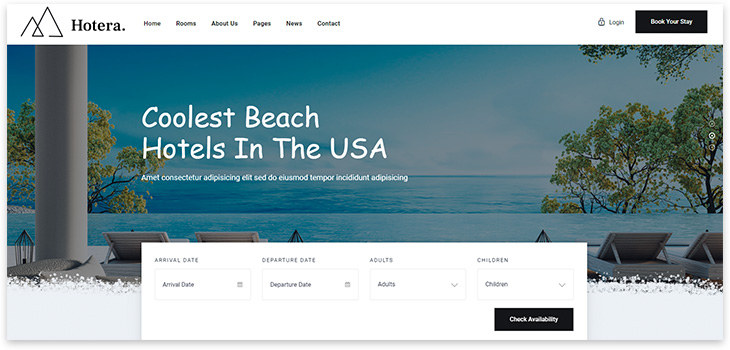 Hotera.
Home Rooms About Us Pages News Contact
Login
Book Your Stay
Coolest Beach
Hotels In The USA
Amet consectetur adipisicing elit sed do eiusmod tempor incididunt adipisicing
ARRIVAL DATE DEPARTURE DATE ADULTS CHILDREN
Arrival Date Departure Date Adults Children
Check Availability